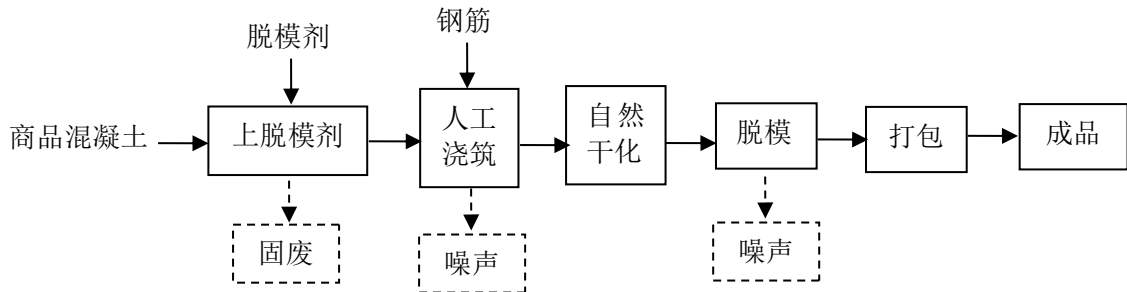 脱模剂
钢筋
商品混凝土
上脱模剂
人工
浇筑
自然
干化
脱模
打包
成品
固废
噪声
噪声